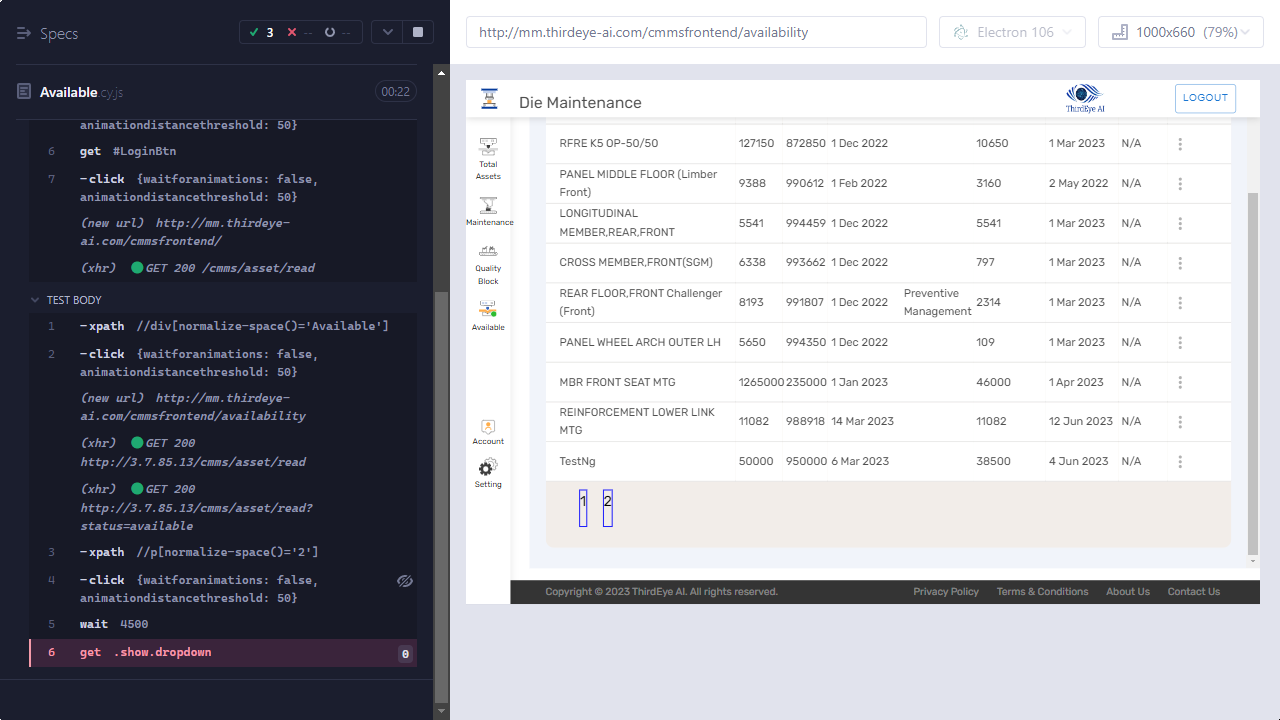 Specs
3
--
--
http://mm.thirdeye-ai.com/cmmsfrontend/availability
Electron 106
1000x660 (79%)
Available.cy.js
00:22
animationdistancethreshold: 50}
6 get #LoginBtn
7 -click {waitforanimations: false,
animationdistancethreshold: 50}
(new url) http://mm.thirdeye-
ai.com/cmmsfrontend/
(xhr) GET 200 /cmms/asset/read
TEST BODY
1 -xpath //div[normalize-space()='Available']
2 -click {waitforanimations: false,
animationdistancethreshold: 50}
(new url) http://mm.thirdeye-
ai.com/cmmsfrontend/availability
(xhr) GET 200
http://3.7.85.13/cmms/asset/read
(xhr) GET 200
http://3.7.85.13/cmms/asset/read?
status=available
3 -xpath //p[normalize-space()='2']
4 -click {waitforanimations: false,
animationdistancethreshold: 50}
5 wait 4500
6 get .show.dropdown 0
Die Maintenance
ThirdEye AI
LOGOUT
Total
Assets
Maintenance
Quality
Block
Available
Account
Setting
RFRE K5 OP-50/50 127150 872850 1 Dec 2022 10650 1 Mar 2023 N/A
PANEL MIDDLE FLOOR (Limber
Front) 9388 990612 1 Feb 2022 3160 2 May 2022 N/A
LONGITUDINAL
MEMBER,REAR,FRONT 5541 994459 1 Dec 2022 5541 1 Mar 2023 N/A
CROSS MEMBER,FRONT(SGM) 6338 993662 1 Dec 2022 797 1 Mar 2023 N/A
REAR FLOOR,FRONT Challenger
(Front) 8193 991807 1 Dec 2022 Preventive
Management 2314 1 Mar 2023 N/A
PANEL WHEEL ARCH OUTER LH 5650 994350 1 Dec 2022 109 1 Mar 2023 N/A
MBR FRONT SEAT MTG 1265000 235000 1 Jan 2023 46000 1 Apr 2023 N/A
REINFORCEMENT LOWER LINK
MTG 11082 988918 14 Mar 2023 11082 12 Jun 2023 N/A
TestNg 50000 950000 6 Mar 2023 38500 4 Jun 2023 N/A
1 2
Copyright © 2023 ThirdEye AI. All rights reserved.
Privacy Policy Terms & Conditions About Us Contact Us